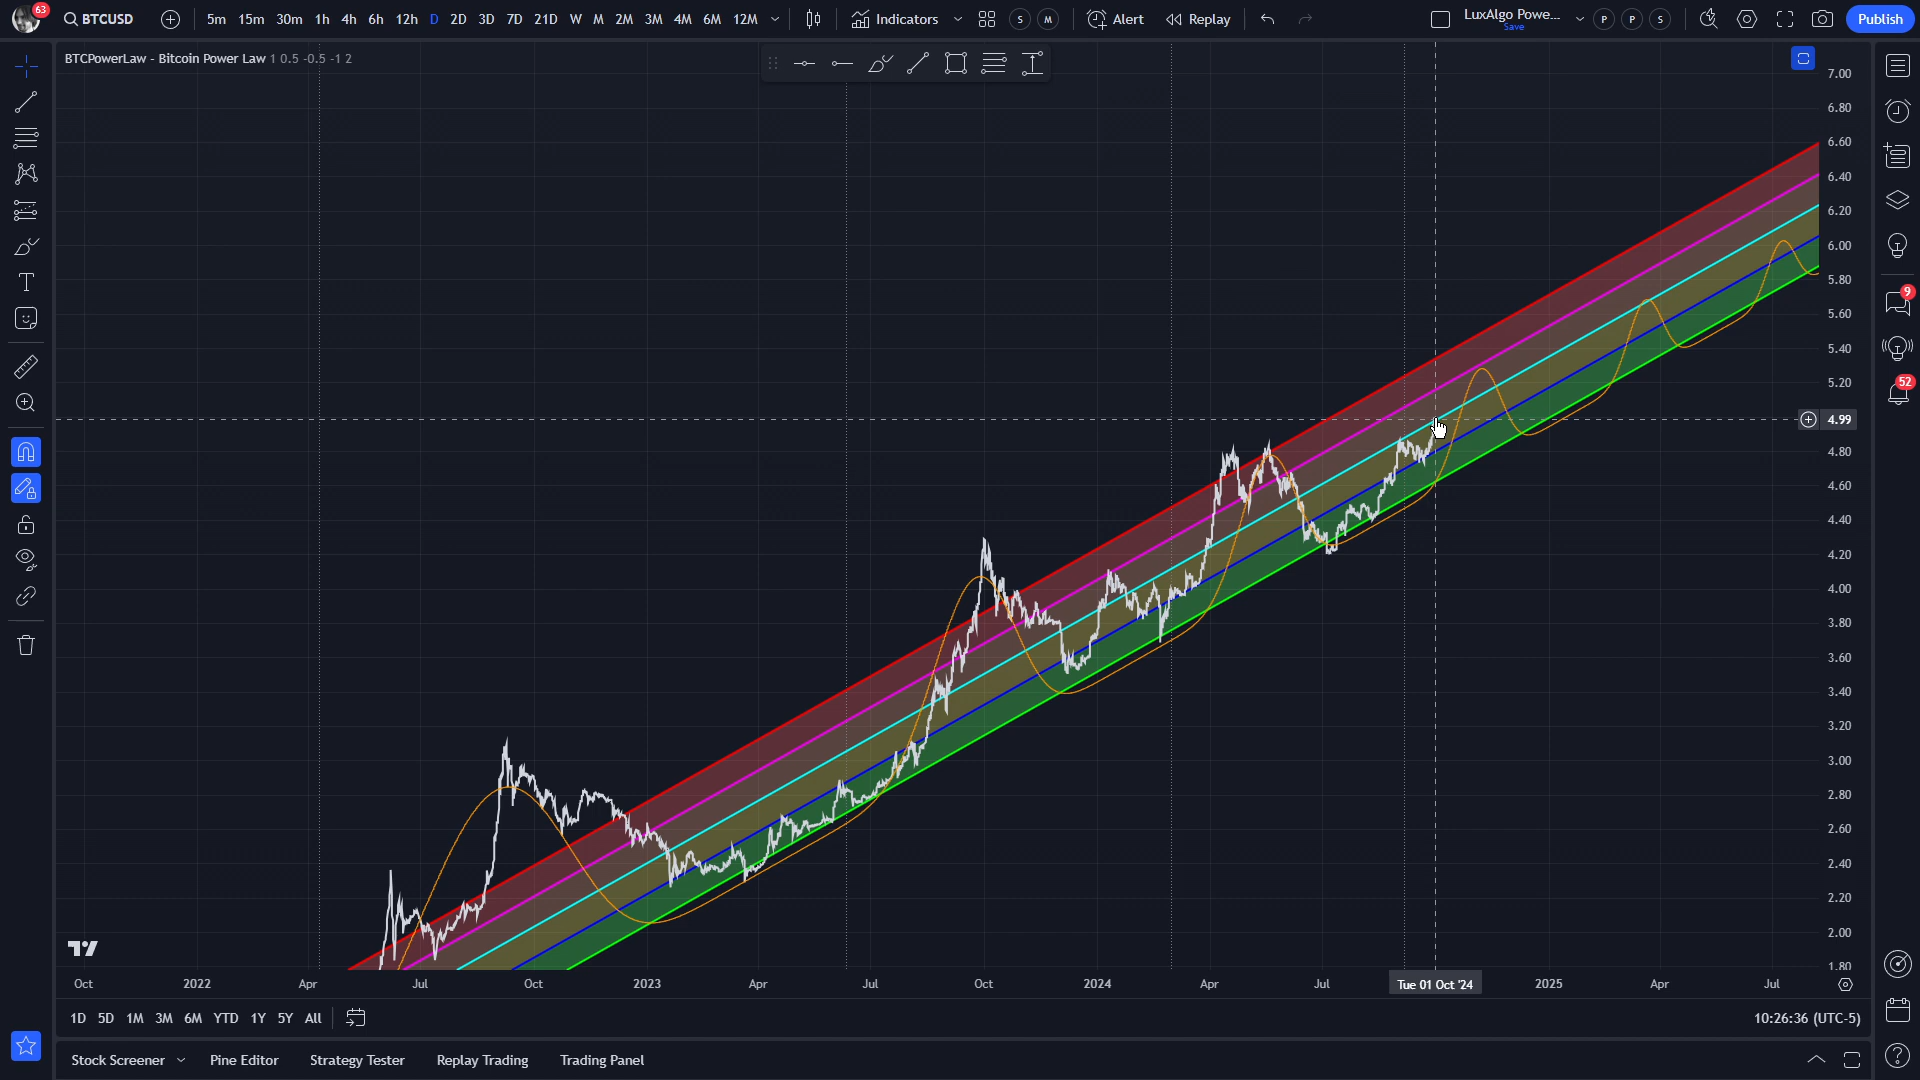 63
BTCUSD
5m 15m 30m 1h 4h 6h 12h D 2D 3D 7D 21D W M 2M 3M 4M 6M 12M
Indicators
S M
Alert
Replay
LuxAlgo Powe...
Save
P P S
Publish
BTCPowerLaw - Bitcoin Power Law 1 0.5 -0.5 -1 2
7.00
6.80
6.60
6.40
6.20
6.00
5.80
5.60
5.40
5.20
4.99
4.80
4.60
4.40
4.20
4.00
3.80
3.60
3.40
3.20
3.00
2.80
2.60
2.40
2.20
2.00
1.80
9
52
Oct 2022 Apr Jul Oct 2023 Apr Jul Oct 2024 Apr Jul Tue 01 Oct '24 2025 Apr Jul
1D 5D 1M 3M 6M YTD 1Y 5Y All
10:26:36 (UTC-5)
Stock Screener Pine Editor Strategy Tester Replay Trading Trading Panel